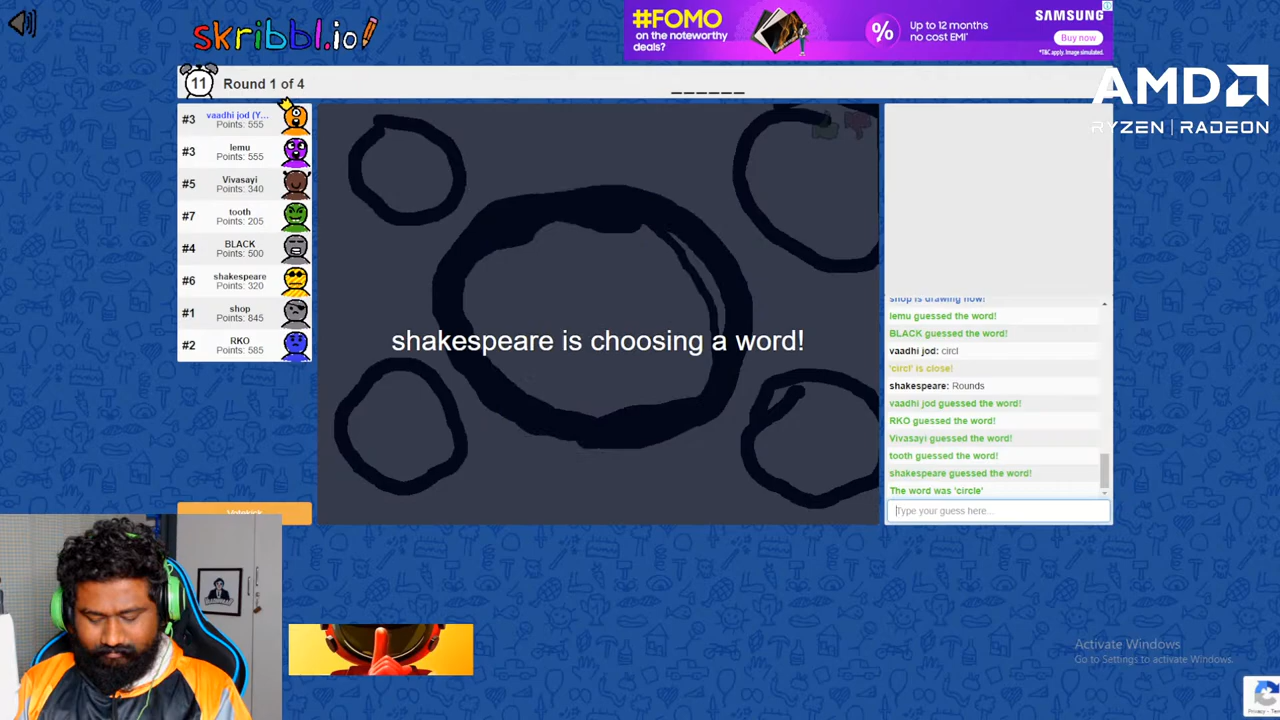 skribbl.io!
#FOMO
on the noteworthy
deals?
%
Up to 12 months
no cost EMI*
SAMSUNG
Buy now
*T&C apply. Image simulated.
11
Round 1 of 4
______
AMD
RYZEN | RADEON
#3
vaadhi jod (Y...
Points: 555
#3
lemu
Points: 555
#5
Vivasayi
Points: 340
#7
tooth
Points: 205
#4
BLACK
Points: 500
#6
shakespeare
Points: 320
#1
shop
Points: 845
#2
RKO
Points: 585
Votekick
shakespeare is choosing a word!
shop is drawing now!
lemu guessed the word!
BLACK guessed the word!
vaadhi jod: circl
'circl' is close!
shakespeare: Rounds
vaadhi jod guessed the word!
RKO guessed the word!
Vivasayi guessed the word!
tooth guessed the word!
shakespeare guessed the word!
The word was 'circle'
Type your guess here...
Activate Windows
Go to Settings to activate Windows.